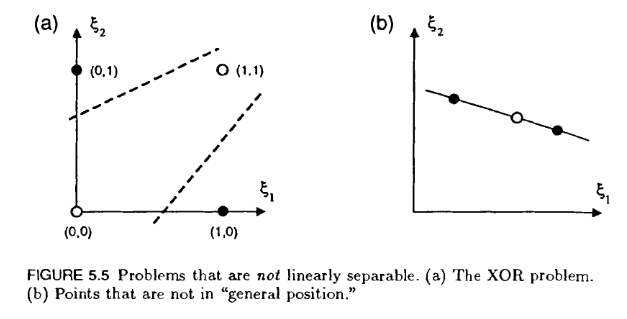 (a)
ξ₂
(0,1)
(1,1)
ξ₁
(0,0)
(1,0)
(b)
ξ₂
ξ₁
FIGURE 5.5 Problems that are not linearly separable. (a) The XOR problem.
(b) Points that are not in "general position."